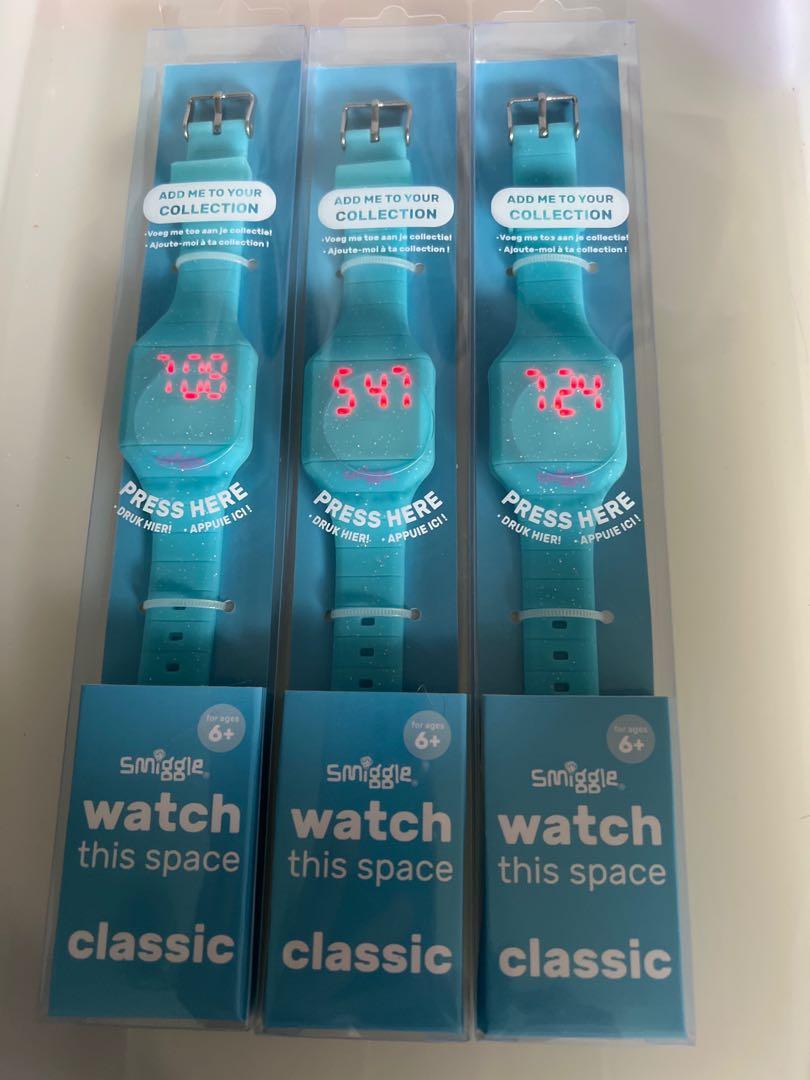 ADD ME TO YOUR
COLLECTION
• Voeg me toe aan je collectie!
• Ajoute-moi à ta collection !
PRESS HERE
• DRUK HIER! • APPUIE ICI !
for ages
6+
smiggle
watch
this space
classic
ADD ME TO YOUR
COLLECTION
• Voeg me toe aan je collectie!
• Ajoute-moi à ta collection !
5 47
smiggle
PRESS HERE
• DRUK HIER! • APPUIE ICI !
for ages
6+
smiggle
watch
this space
classic
ADD ME TO YOUR
COLLECTION
• Voeg me toe aan je collectie!
• Ajoute-moi à ta collection !
7 24
smiggle
PRESS HERE
• DRUK HIER! • APPUIE ICI !
for ages
6+
smiggle
watch
this space
classic